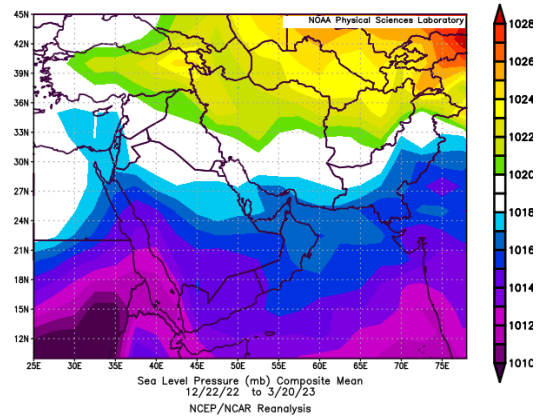 NOAA Physical Sciences Laboratory
45N
42N
39N
36N
33N
30N
27N
24N
21N
18N
15N
12N
25E 30E 35E 40E 45E 50E 55E 60E 65E 70E 75E
1028
1026
1024
1022
1020
1018
1016
1014
1012
1010
Sea Level Pressure (mb) Composite Mean
12/22/22 to 3/20/23
NCEP/NCAR Reanalysis